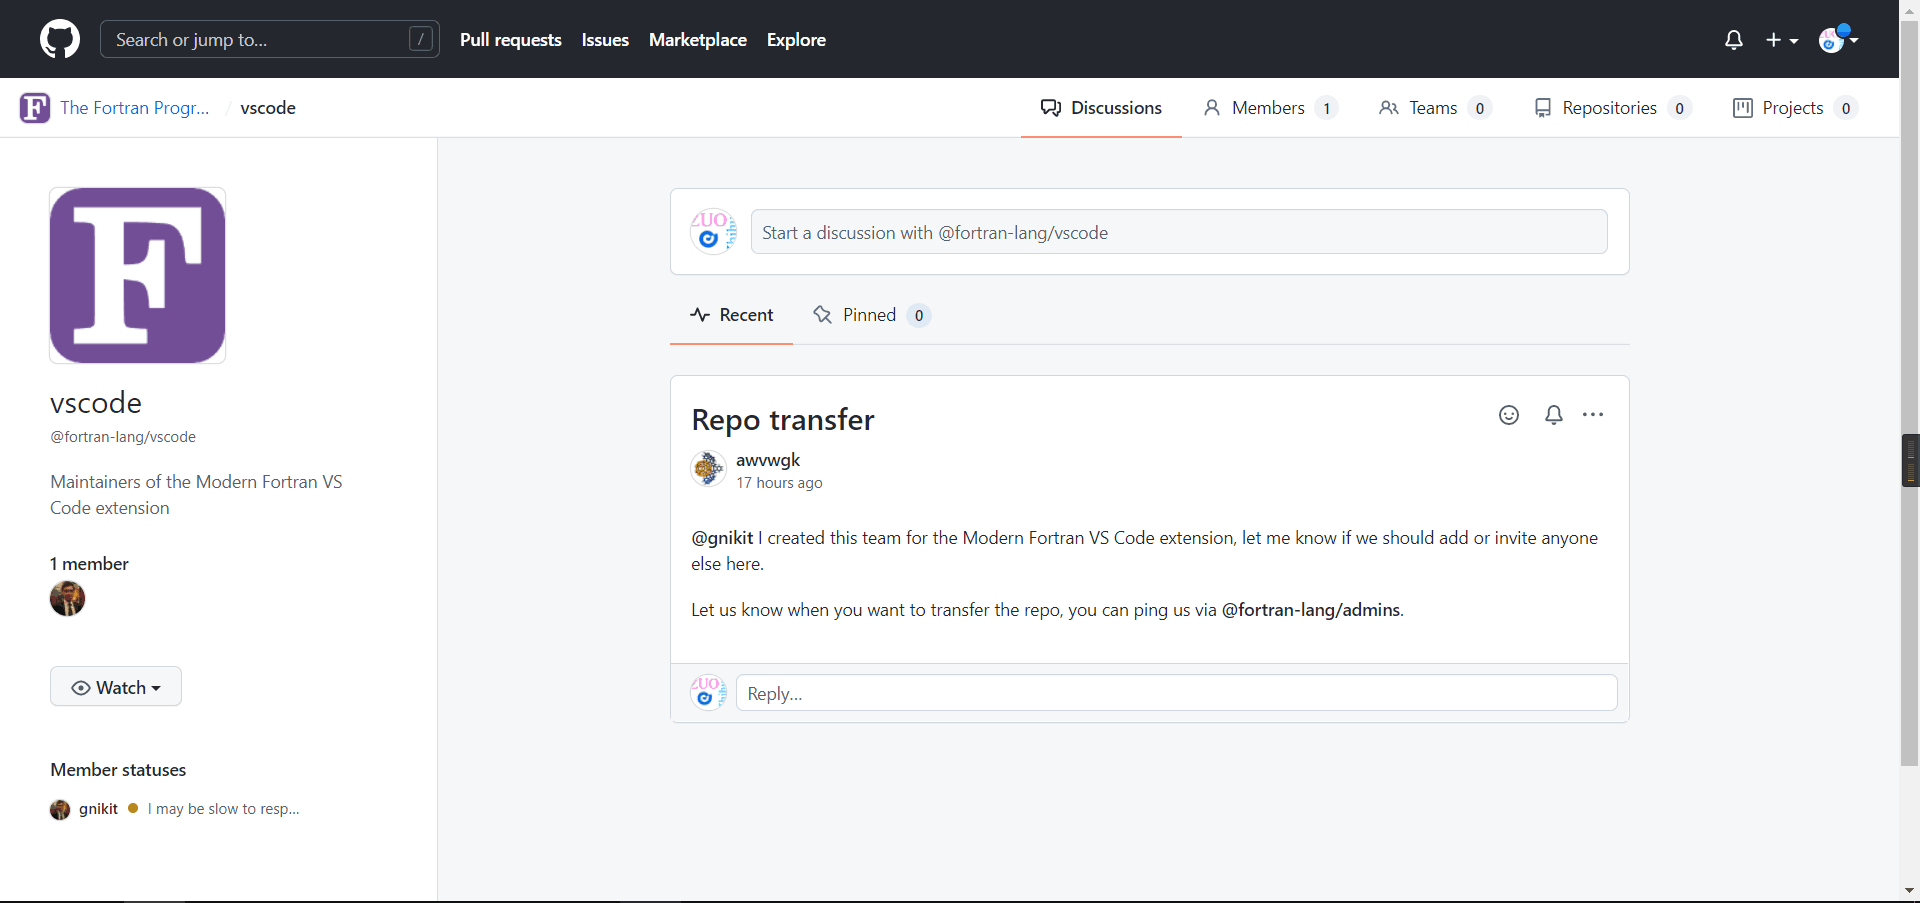 Search or jump to... /
Pull requests Issues Marketplace Explore
The Fortran Progr... / vscode
Discussions Members 1 Teams 0 Repositories 0 Projects 0
F
vscode
@fortran-lang/vscode
Maintainers of the Modern Fortran VS
Code extension
1 member
Watch
Member statuses
gnikit I may be slow to resp...
ZUO
Start a discussion with @fortran-lang/vscode
Recent Pinned 0
Repo transfer
awvwgk
17 hours ago
@gnikit I created this team for the Modern Fortran VS Code extension, let me know if we should add or invite anyone
else here.
Let us know when you want to transfer the repo, you can ping us via @fortran-lang/admins.
Reply...